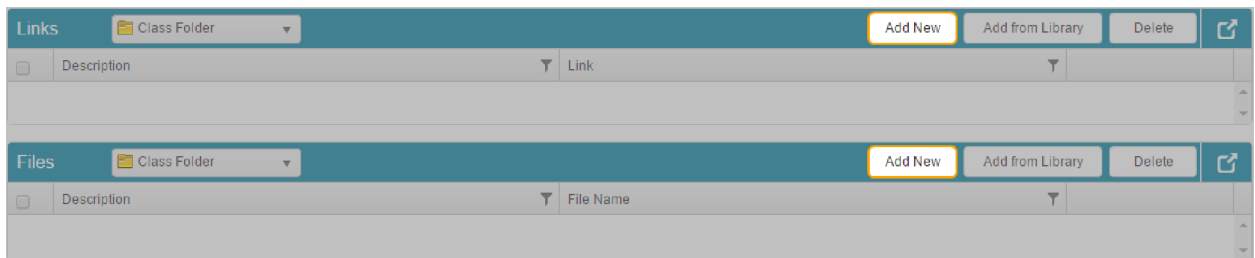 Links Class Folder Add New Add from Library Delete
Description Link
Files Class Folder Add New Add from Library Delete
Description File Name